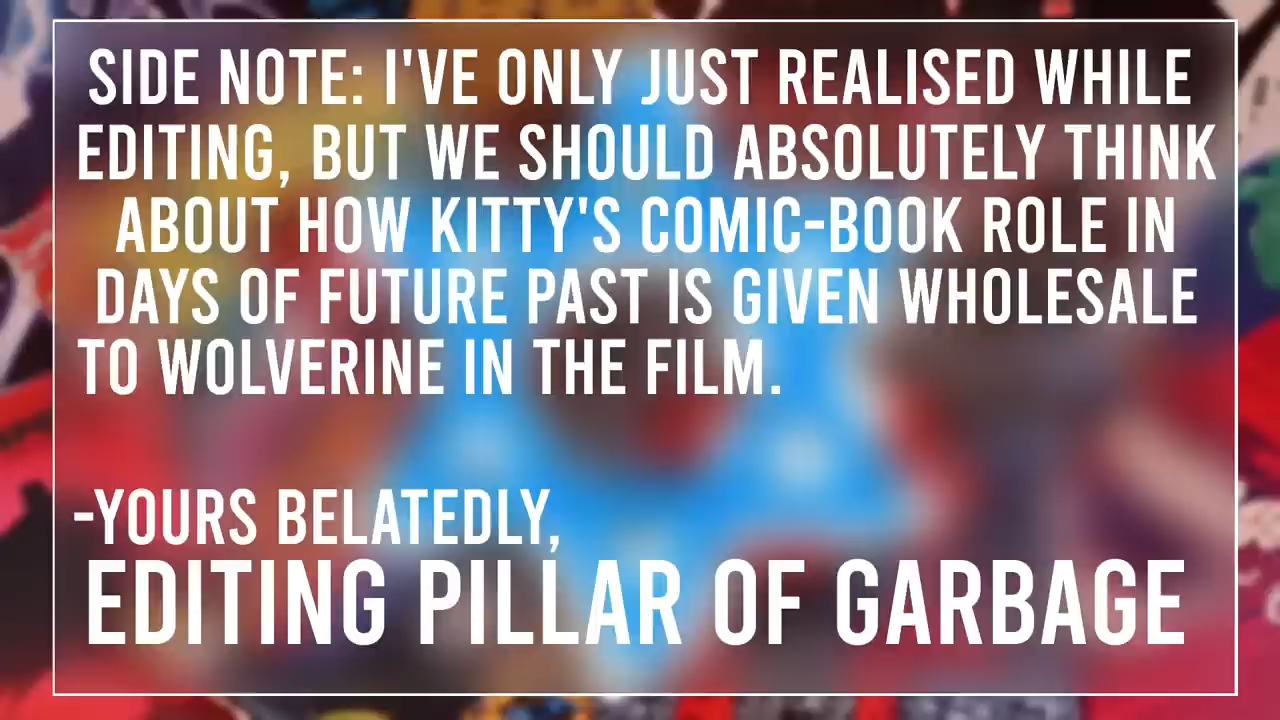 SIDE NOTE: I'VE ONLY JUST REALISED WHILE
EDITING, BUT WE SHOULD ABSOLUTELY THINK
ABOUT HOW KITTY'S COMIC-BOOK ROLE IN
DAYS OF FUTURE PAST IS GIVEN WHOLESALE
TO WOLVERINE IN THE FILM.
-YOURS BELATEDLY,
EDITING PILLAR OF GARBAGE